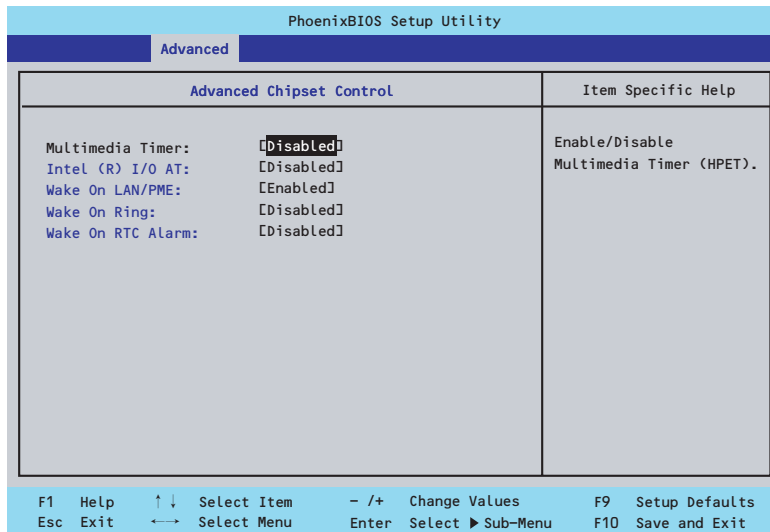 PhoenixBIOS Setup Utility
Advanced
Advanced Chipset Control
Item Specific Help
Multimedia Timer: [Disabled]
Intel (R) I/O AT: [Disabled]
Wake On LAN/PME: [Enabled]
Wake On Ring: [Disabled]
Wake On RTC Alarm: [Disabled]
Enable/Disable
Multimedia Timer (HPET).
F1 Help ↑↓ Select Item - /+ Change Values F9 Setup Defaults
Esc Exit ←→ Select Menu Enter Select ▶ Sub-Menu F10 Save and Exit